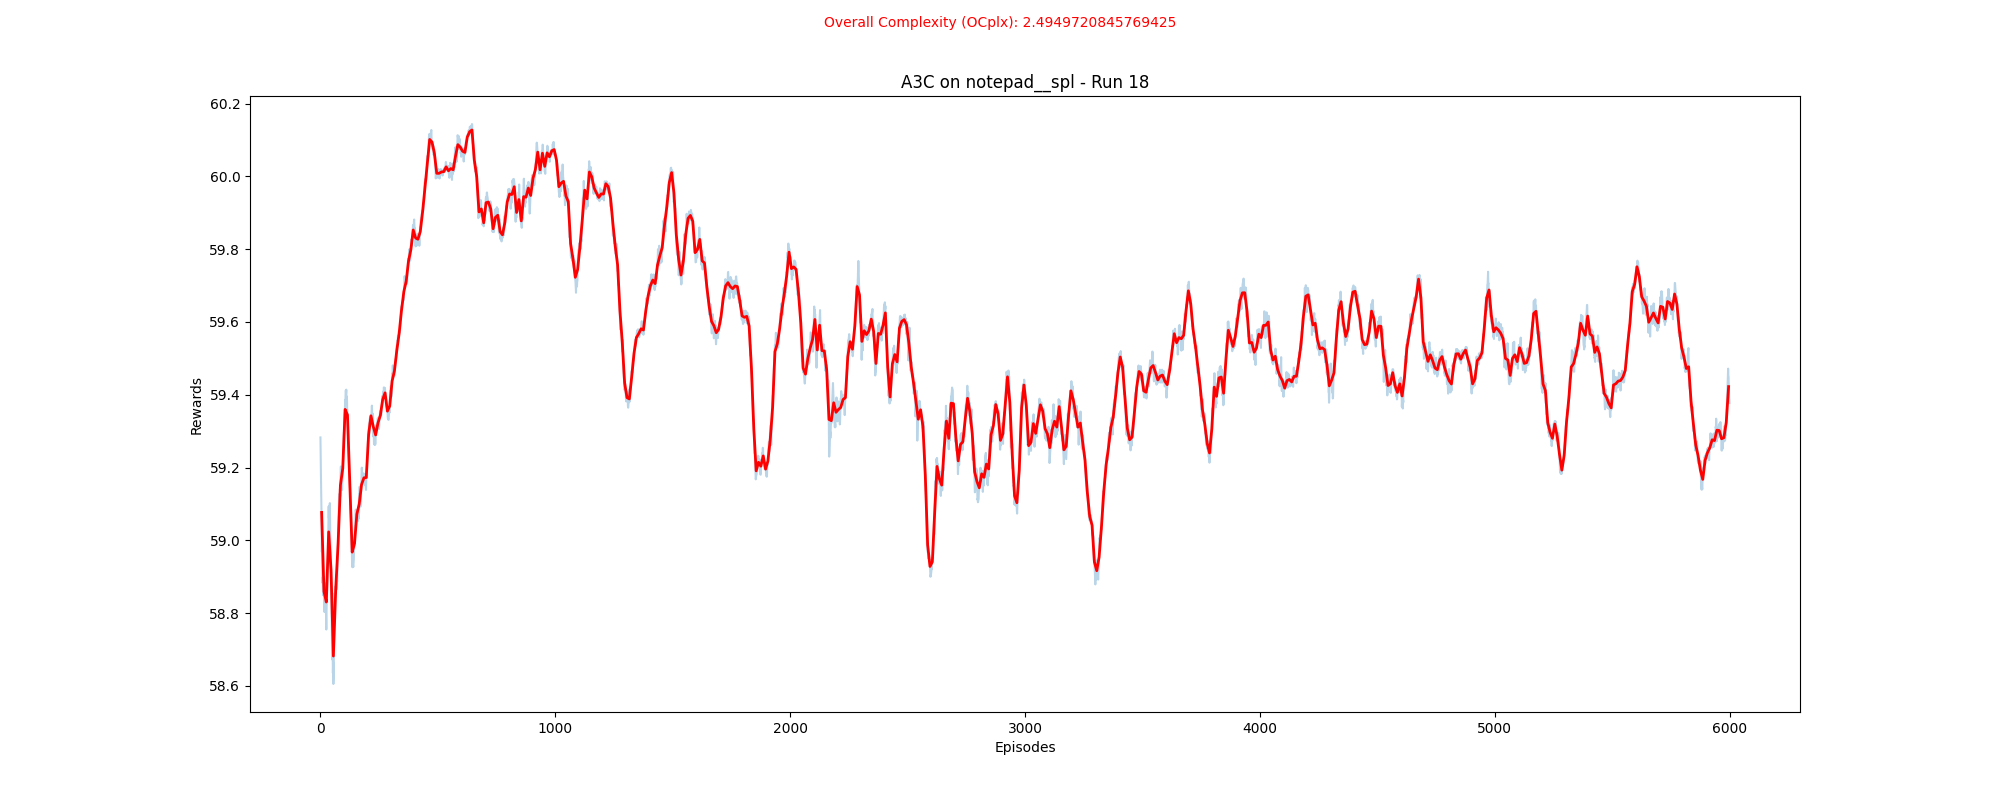 Overall Complexity (OCplx): 2.4949720845769425
A3C on notepad__spl - Run 18
60.2
60.0
59.8
59.6
59.4
59.2
59.0
58.8
58.6
Rewards
0 1000 2000 3000 4000 5000 6000
Episodes